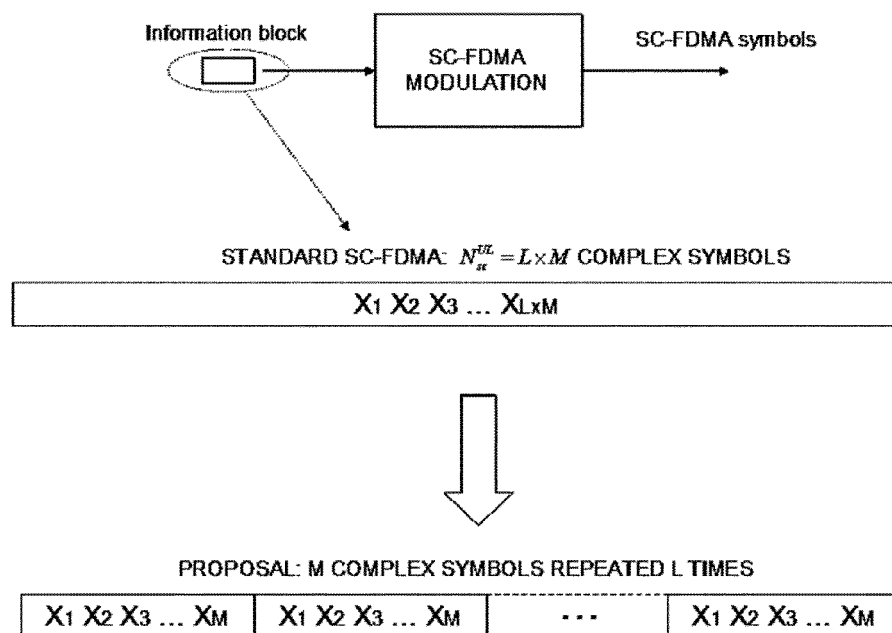 Information block
SC-FDMA MODULATION
SC-FDMA symbols
STANDARD SC-FDMA: N_sc^UL = L×M COMPLEX SYMBOLS
X1 X2 X3 ... XLxM
PROPOSAL: M COMPLEX SYMBOLS REPEATED L TIMES
X1 X2 X3 ... XM X1 X2 X3 ... XM ... X1 X2 X3 ... XM